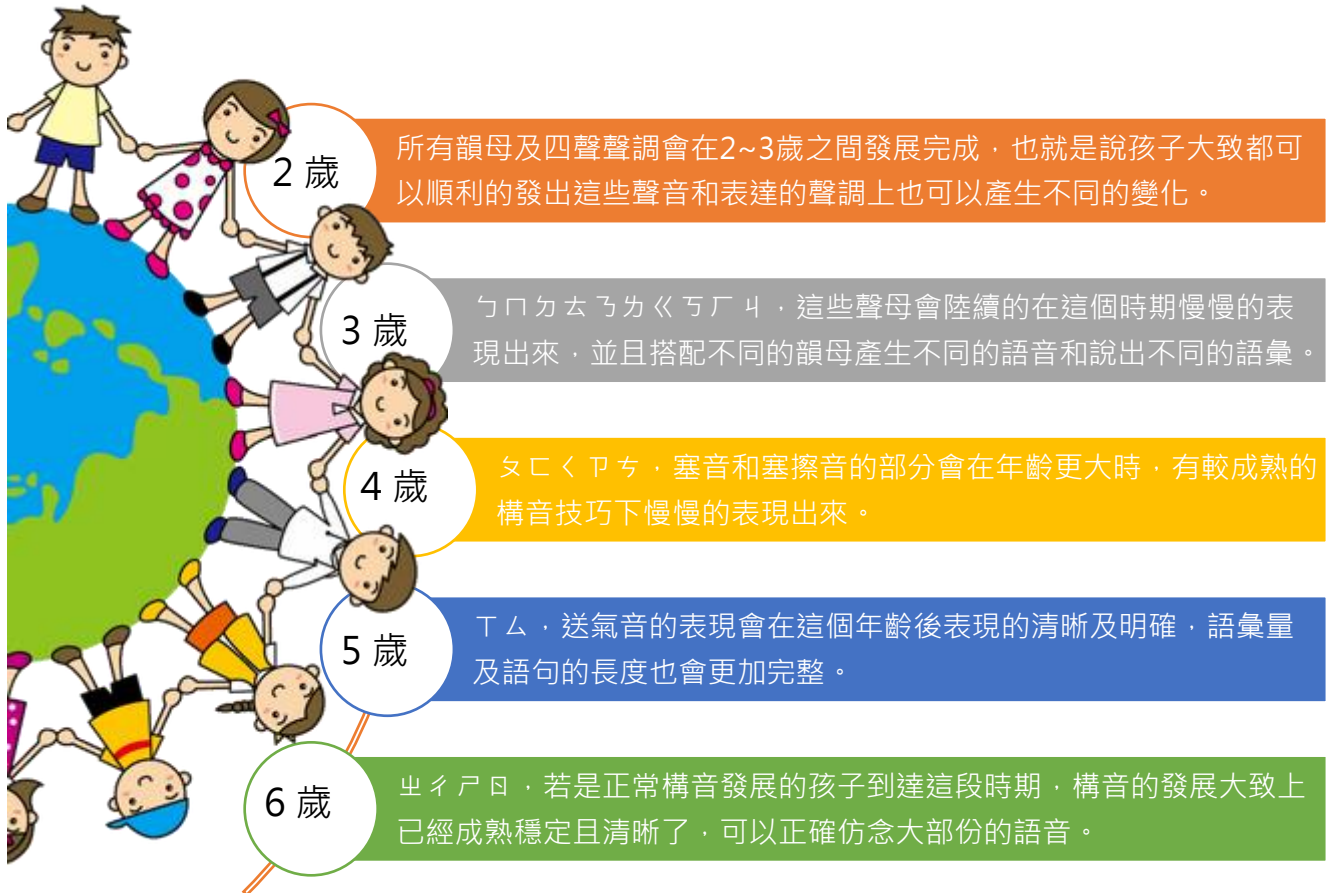 2 歲
所有韻母及四聲聲調會在2~3歲之間發展完成，也就是說孩子大致都可
以順利的發出這些聲音和表達的聲調上也可以產生不同的變化。
3 歲
ㄅㄇㄉㄊㄋㄌㄍㄎㄏㄐ，這些聲母會陸續的在這個時期慢慢的表
現出來，並且搭配不同的韻母產生不同的語音和說出不同的語彙。
4 歲
ㄆㄈㄑㄗㄘ，塞音和塞擦音的部分會在年齡更大時，有較成熟的
構音技巧下慢慢的表現出來。
5 歲
ㄒㄙ，送氣音的表現會在這個年齡後表現的清晰及明確，語彙量
及語句的長度也會更加完整。
6 歲
ㄓㄔㄕㄖ，若是正常構音發展的孩子到達這段時期，構音的發展大致上
已經成熟穩定且清晰了，可以正確仿念大部份的語音。